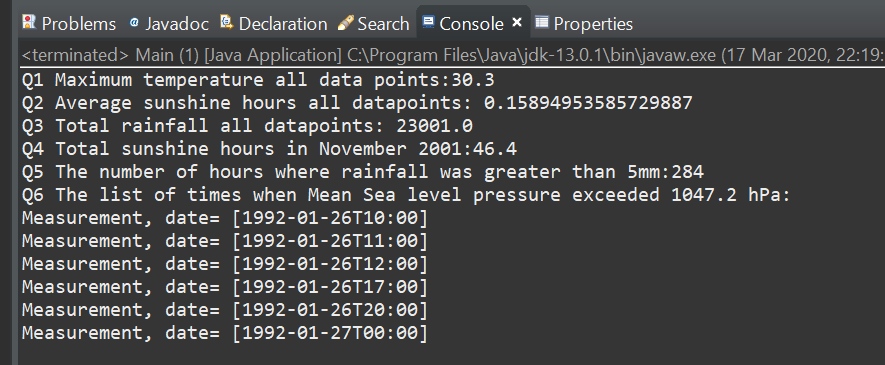 Problems @ Javadoc Declaration Search Console × Properties
<terminated> Main (1) [Java Application] C:\Program Files\Java\jdk-13.0.1\bin\javaw.exe (17 Mar 2020, 22:19:
Q1 Maximum temperature all data points:30.3
Q2 Average sunshine hours all datapoints: 0.15894953585729887
Q3 Total rainfall all datapoints: 23001.0
Q4 Total sunshine hours in November 2001:46.4
Q5 The number of hours where rainfall was greater than 5mm:284
Q6 The list of times when Mean Sea level pressure exceeded 1047.2 hPa:
Measurement, date= [1992-01-26T10:00]
Measurement, date= [1992-01-26T11:00]
Measurement, date= [1992-01-26T12:00]
Measurement, date= [1992-01-26T17:00]
Measurement, date= [1992-01-26T20:00]
Measurement, date= [1992-01-27T00:00]